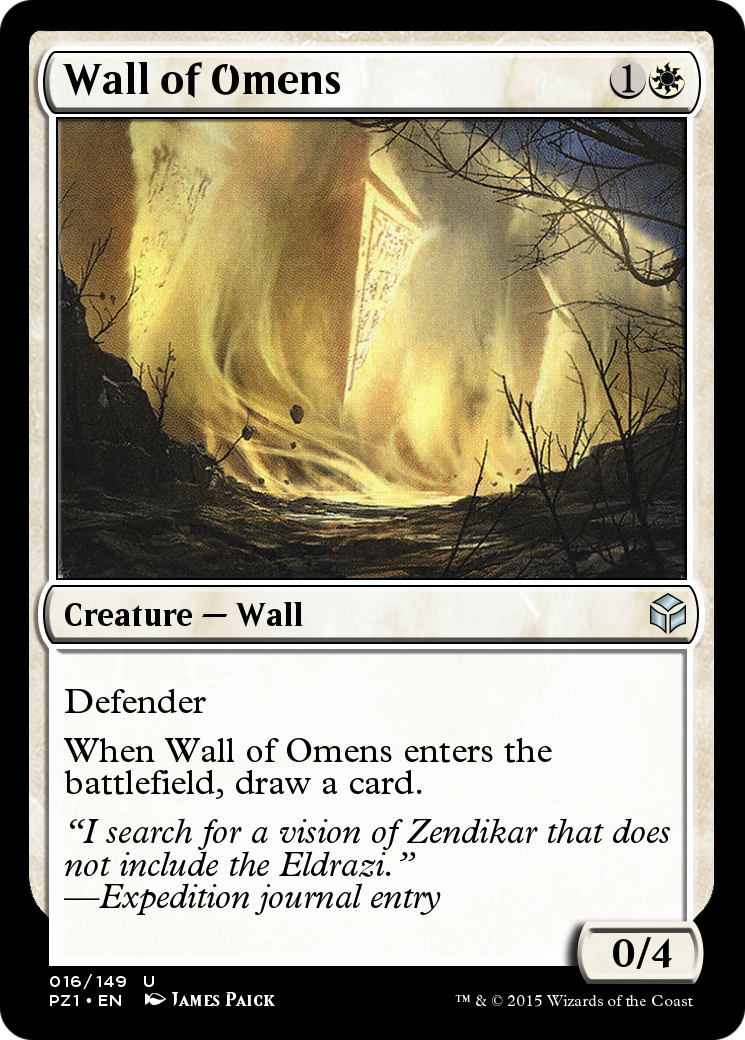 Wall of Omens 1
Creature — Wall
Defender
When Wall of Omens enters the
battlefield, draw a card.
“I search for a vision of Zendikar that does
not include the Eldrazi.”
—Expedition journal entry
0/4
016/149 U
PZ1 • EN James Paick
™ & © 2015 Wizards of the Coast